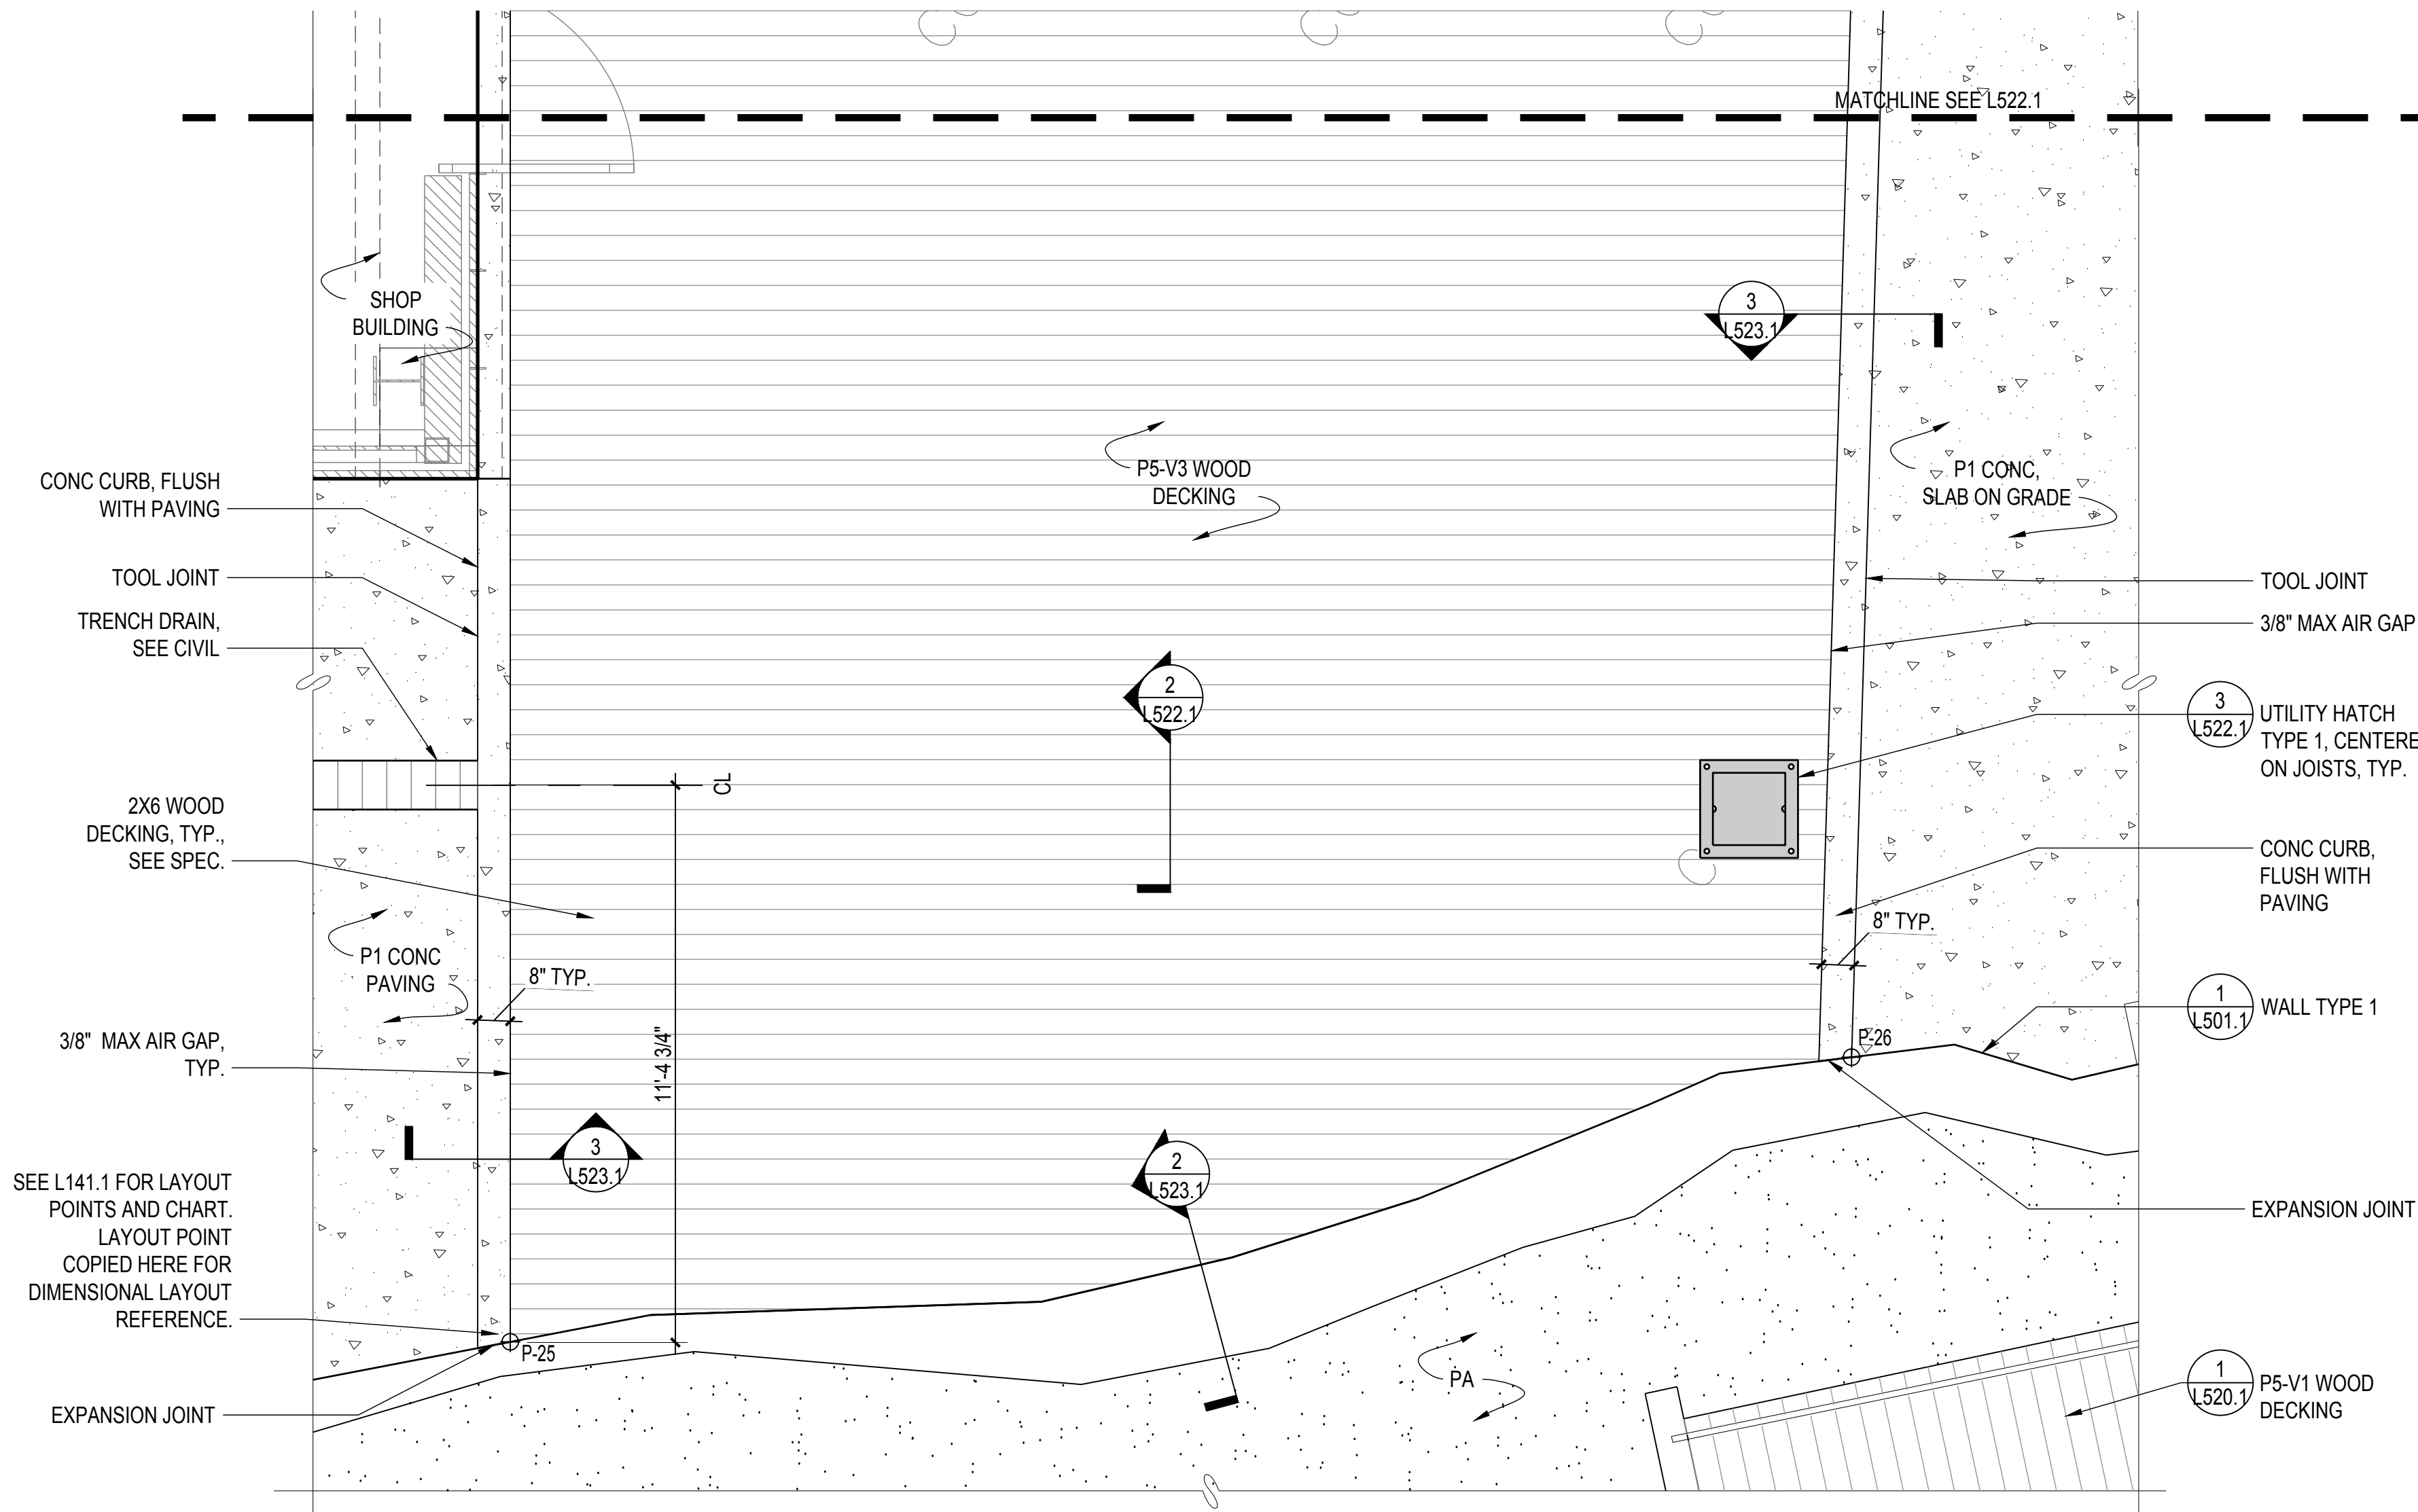 MATCHLINE SEE L522.1
SHOP
BUILDING
3
L523.1
P5-V3 WOOD
DECKING
P1 CONC,
SLAB ON GRADE
CONC CURB, FLUSH
WITH PAVING
TOOL JOINT
TRENCH DRAIN,
SEE CIVIL
2X6 WOOD
DECKING, TYP.,
SEE SPEC.
P1 CONC
PAVING
8" TYP.
3/8" MAX AIR GAP,
TYP.
SEE L141.1 FOR LAYOUT
POINTS AND CHART.
LAYOUT POINT
COPIED HERE FOR
DIMENSIONAL LAYOUT
REFERENCE.
EXPANSION JOINT
P-25
3
L523.1
11'-4 3/4"
CL
2
L522.1
2
L523.1
PA
TOOL JOINT
3/8" MAX AIR GAP
3
L522.1
UTILITY HATCH
TYPE 1, CENTERE
ON JOISTS, TYP.
CONC CURB,
FLUSH WITH
PAVING
8" TYP.
P-26
1
L501.1
WALL TYPE 1
EXPANSION JOINT
1
L520.1
P5-V1 WOOD
DECKING